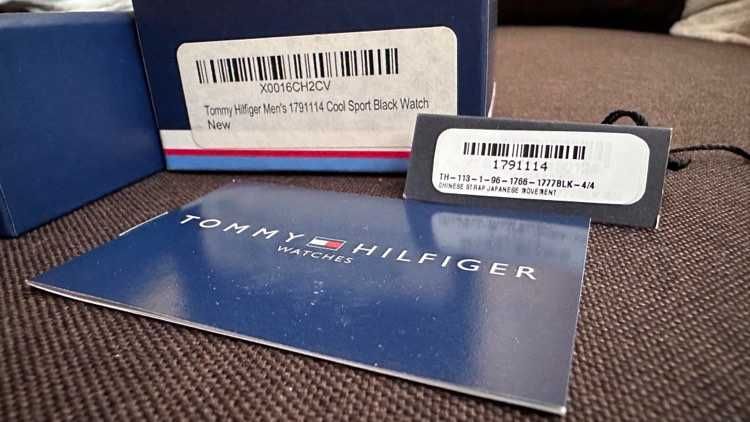 X0016CH2CV
Tommy Hilfiger Men's 1791114 Cool Sport Black Watch
New
1791114
TH-113-1-96-1766-1777BLK-4/4
CHINESE STRAP JAPANESE MOVEMENT
TOMMY HILFIGER
WATCHES